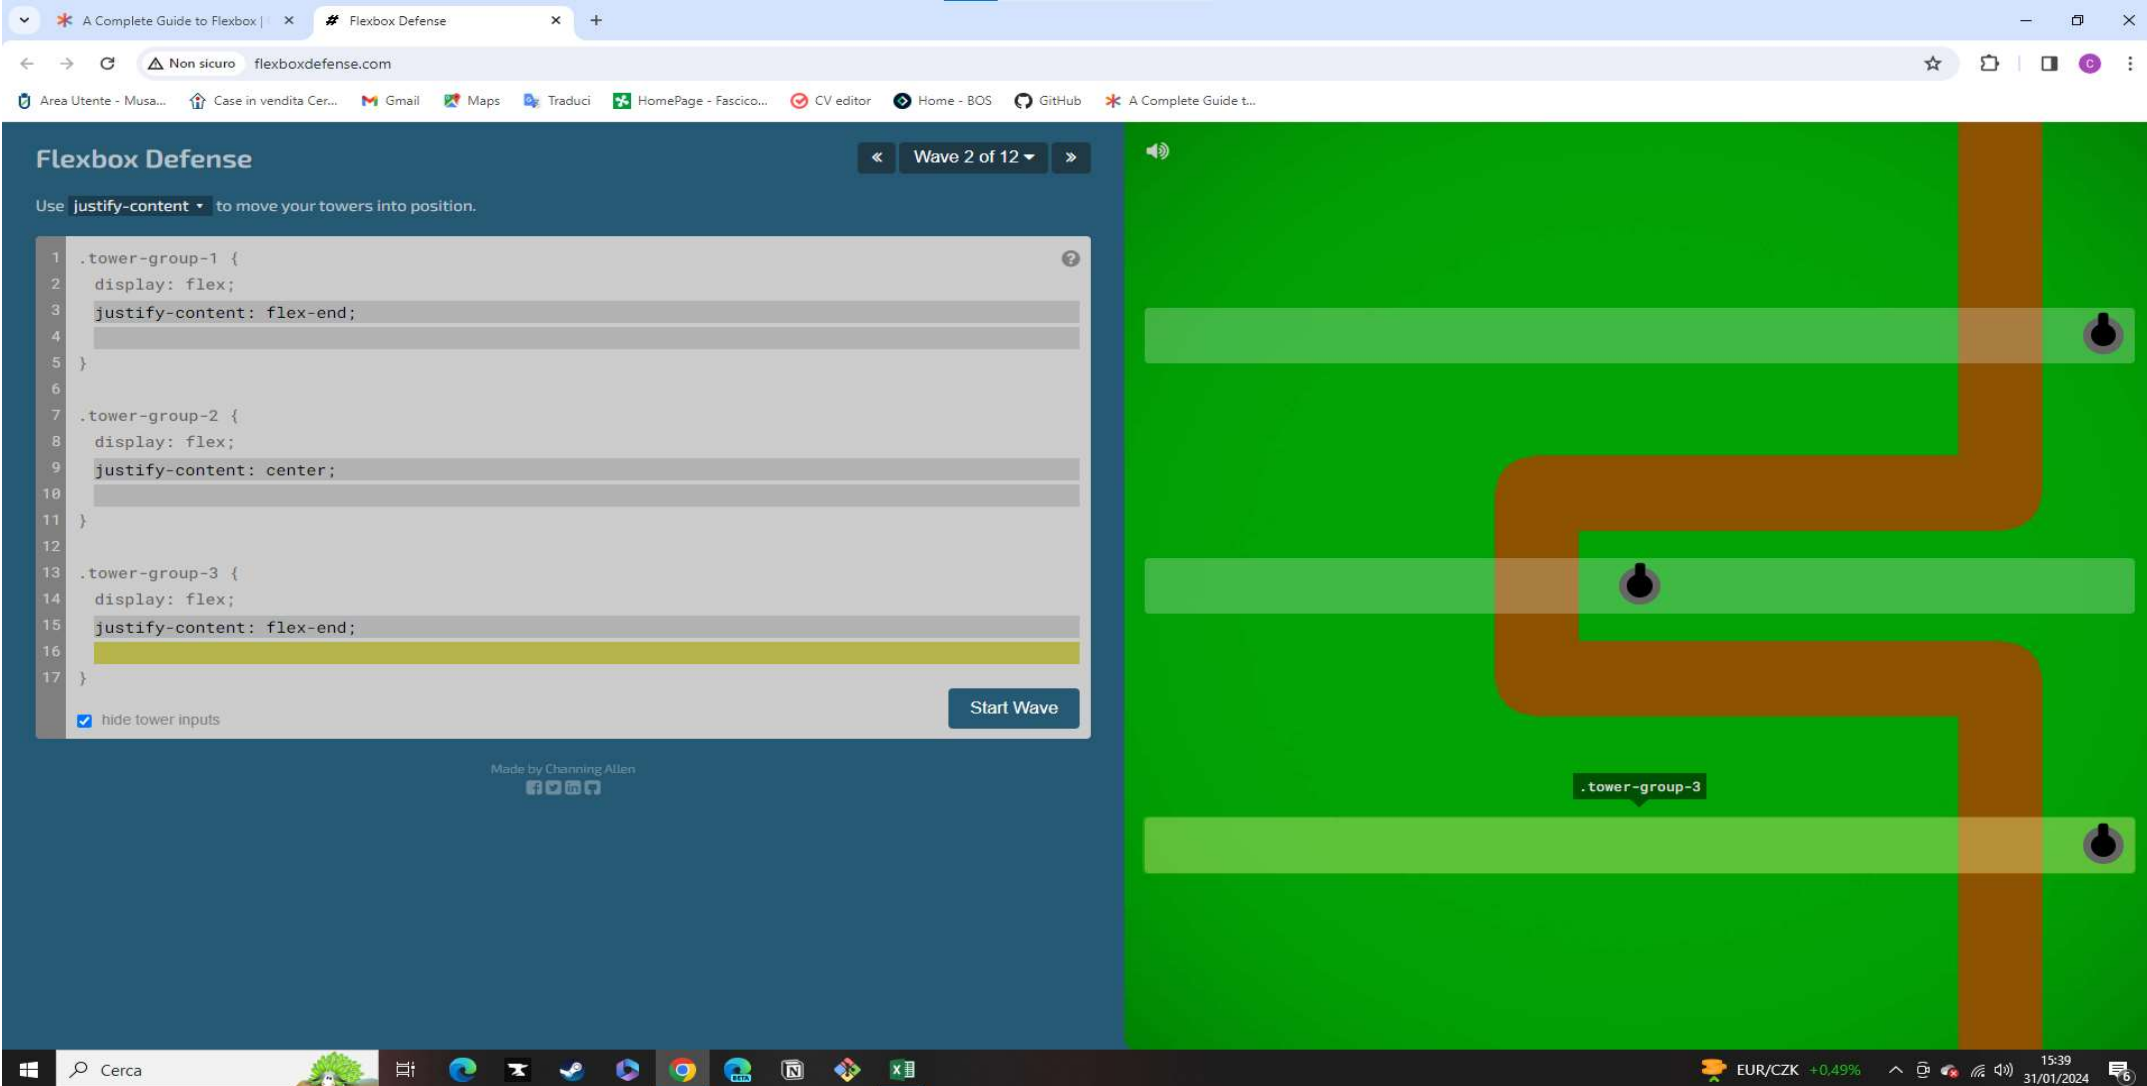 A Complete Guide to Flexbox |
Flexbox Defense
Non sicuro
flexboxdefense.com
Area Utente - Musa...
Case in vendita Cer...
Gmail
Maps
Traduci
HomePage - Fascico...
CV editor
Home - BOS
GitHub
A Complete Guide t...
Flexbox Defense
« Wave 2 of 12 »
Use justify-content to move your towers into position.
1 .tower-group-1 {
2 display: flex;
3 justify-content: flex-end;
4
5 }
6
7 .tower-group-2 {
8 display: flex;
9 justify-content: center;
10
11 }
12
13 .tower-group-3 {
14 display: flex;
15 justify-content: flex-end;
16
17 }
hide tower inputs
Start Wave
Made by Channing Allen
.tower-group-3
Cerca
BETA
EUR/CZK +0,49%
15:39
31/01/2024
6